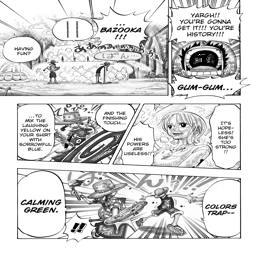 YARGH!!
YOU'RE GONNA
GET IT!!! YOU'RE
HISTORY!!!
GUM-GUM...
...
BAZOOKA!!!
HAVING
FUN?
IT'S
HOPE-
LESS!
SHE'S
TOO
STRONG
!!
HIS
POWERS
ARE
USELESS!!
AND THE
FINISHING
TOUCH...
...TO MIX
THE
LAUGHING
YELLOW ON
YOUR SHIRT
WITH
SORROWFUL
BLUE.
COLORS
TRAP--
CALMING
GREEN.
!!